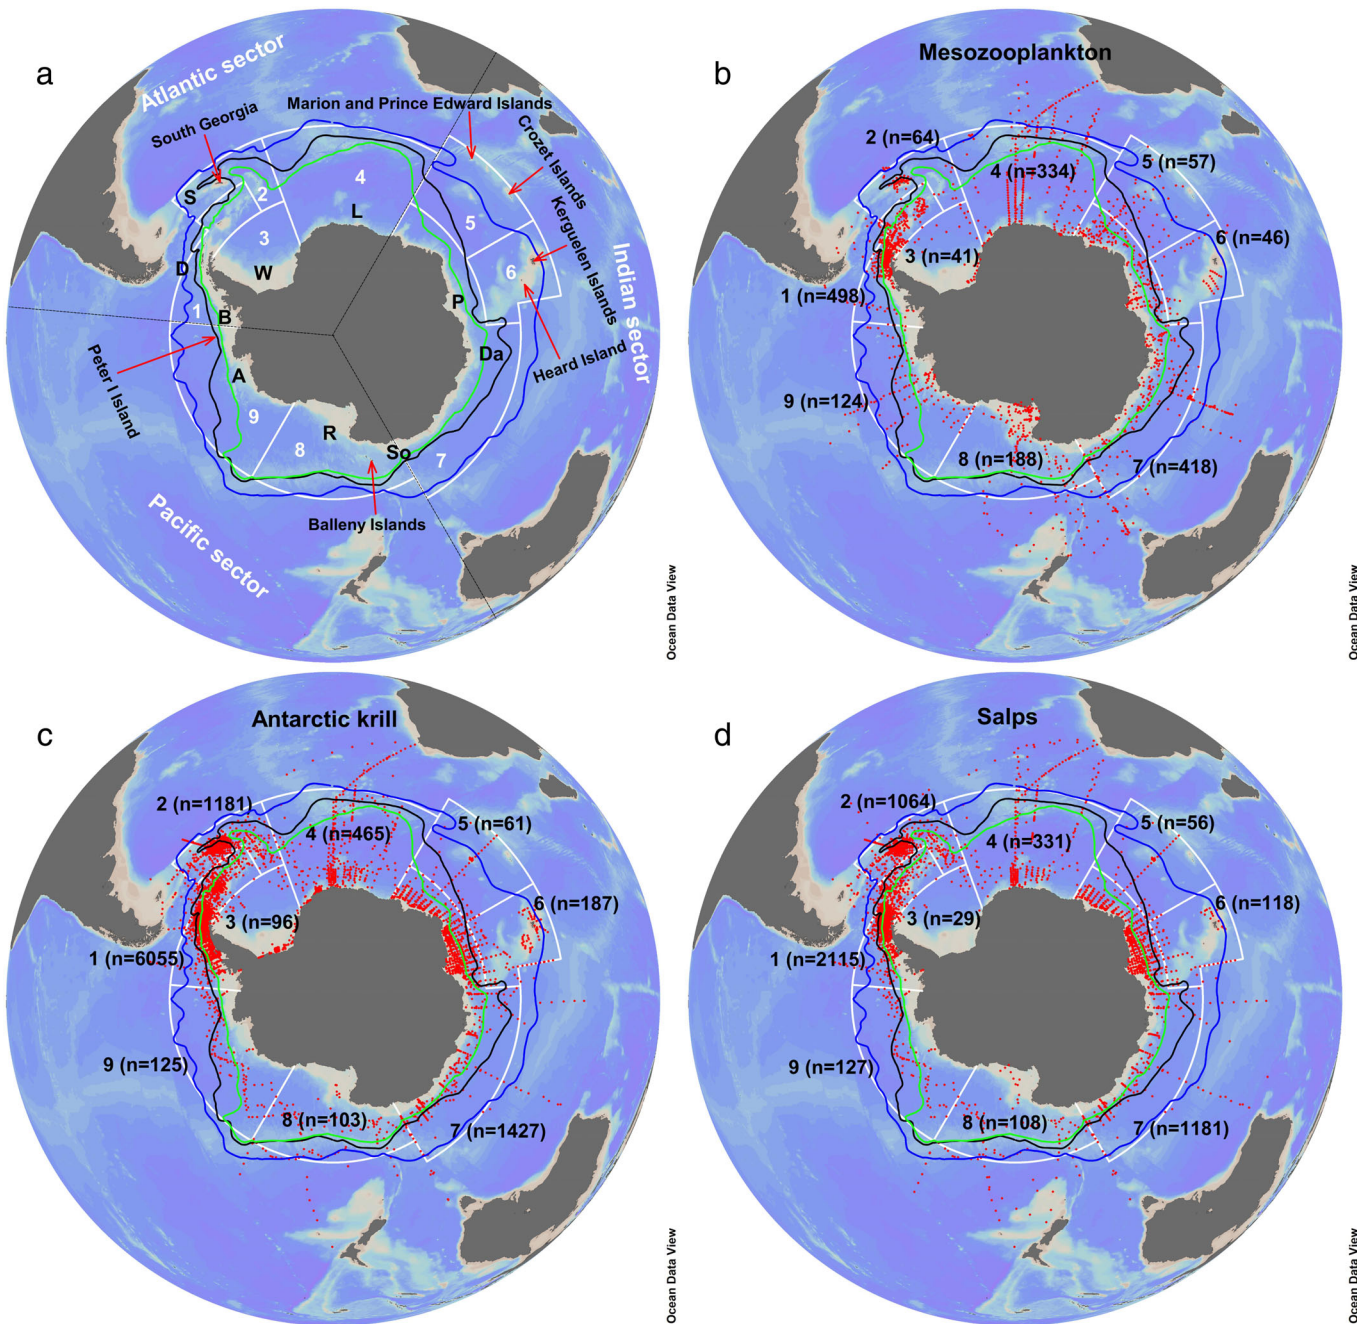 a
Atlantic sector
South Georgia
Marion and Prince Edward Islands
Crozet Islands
Kerguelen Islands
Indian sector
S
2
4
L
5
3
W
6
D
1
B
P
Da
Heard Island
Peter I Island
A
9
R
8
So
7
Balleny Islands
Pacific sector
Ocean Data View
b
Mesozooplankton
2 (n=64)
5 (n=57)
4 (n=334)
6 (n=46)
3 (n=41)
1 (n=498)
9 (n=124)
8 (n=188)
7 (n=418)
Ocean Data View
c
Antarctic krill
2 (n=1181)
5 (n=61)
4 (n=465)
6 (n=187)
3 (n=96)
1 (n=6055)
9 (n=125)
8 (n=103)
7 (n=1427)
Ocean Data View
d
Salps
2 (n=1064)
5 (n=56)
4 (n=331)
6 (n=118)
3 (n=29)
1 (n=2115)
9 (n=127)
8 (n=108)
7 (n=1181)
Ocean Data View